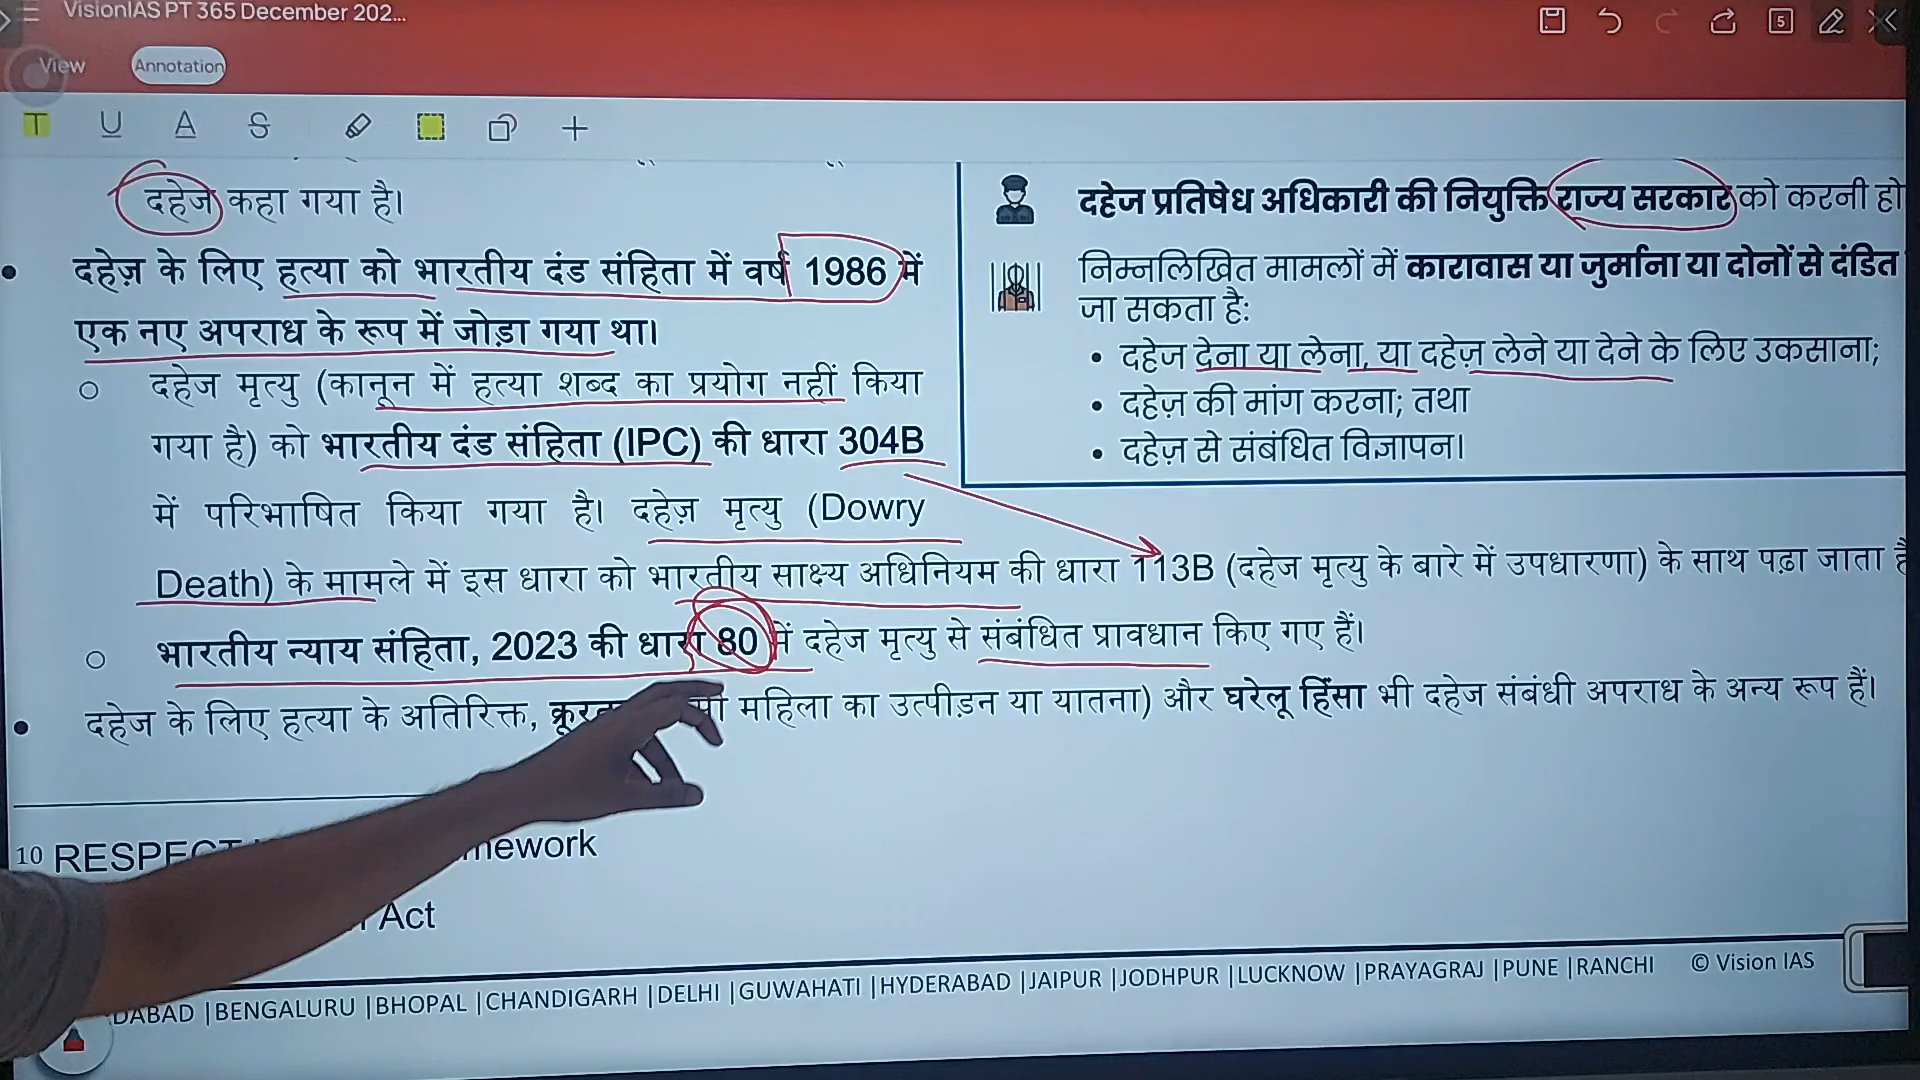 VisionIAS PT 365 December 202...
View
Annotation
T U A S
दहेज कहा गया है।
दहेज़ के लिए हत्या को भारतीय दंड संहिता में वर्ष 1986 में
एक नए अपराध के रूप में जोड़ा गया था।
दहेज मृत्यु (कानून में हत्या शब्द का प्रयोग नहीं किया
गया है) को भारतीय दंड संहिता (IPC) की धारा 304B
में परिभाषित किया गया है। दहेज़ मृत्यु (Dowry
Death) के मामले में इस धारा को भारतीय साक्ष्य अधिनियम की धारा 113B (दहेज मृत्यु के बारे में उपधारणा) के साथ पढ़ा जाता है
भारतीय न्याय संहिता, 2023 की धारा 80 में दहेज मृत्यु से संबंधित प्रावधान किए गए हैं।
दहेज के लिए हत्या के अतिरिक्त, महिला का उत्पीड़न या यातना) और घरेलू हिंसा भी दहेज संबंधी अपराध के अन्य रूप हैं।
दहेज प्रतिषेध अधिकारी की नियुक्ति राज्य सरकार को करनी हो
निम्नलिखित मामलों में कारावास या जुर्माना या दोनों से दंडित
जा सकता है:
दहेज देना या लेना, या दहेज़ लेने या देने के लिए उकसाना;
दहेज़ की मांग करना; तथा
दहेज़ से संबंधित विज्ञापन।
10 RESPECT
Act
DABAD |BENGALURU |BHOPAL |CHANDIGARH |DELHI |GUWAHATI |HYDERABAD |JAIPUR |JODHPUR |LUCKNOW |PRAYAGRAJ |PUNE |RANCHI © Vision IAS